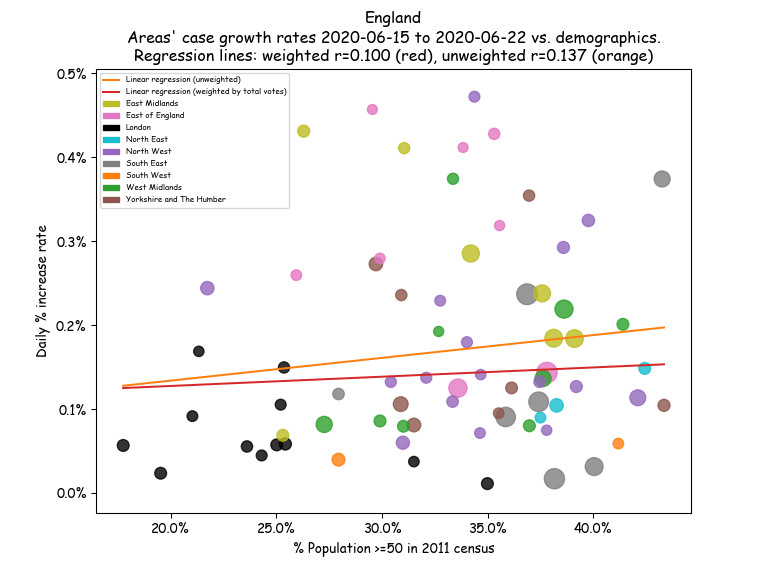 England
Areas' case growth rates 2020-06-15 to 2020-06-22 vs. demographics.
Regression lines: weighted r=0.100 (red), unweighted r=0.137 (orange)
Linear regression (unweighted)
Linear regression (weighted by total votes)
East Midlands
East of England
London
North East
North West
South East
South West
West Midlands
Yorkshire and The Humber
0.5%
0.4%
0.3%
0.2%
0.1%
0.0%
Daily % increase rate
20.0%
25.0%
30.0%
35.0%
40.0%
% Population >=50 in 2011 census